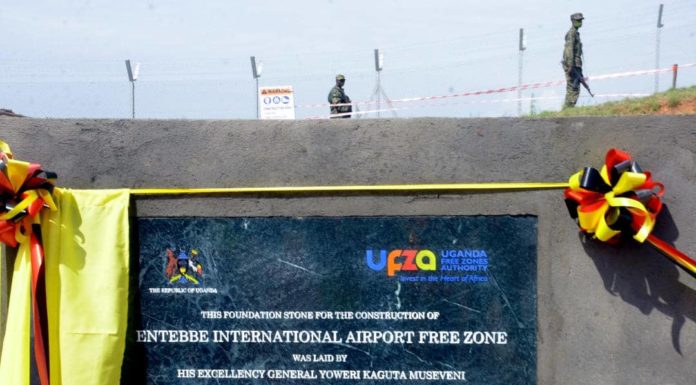 WARNING
ufza
UGANDA
FREE ZONES
AUTHORITY
Invest in the Heart of Africa
THE REPUBLIC OF UGANDA
THIS FOUNDATION STONE FOR THE CONSTRUCTION OF
ENTEBBE INTERNATIONAL AIRPORT FREE ZONE
WAS LAID BY
HIS EXCELLENCY GENERAL YOWERI KAGUTA MUSEVENI